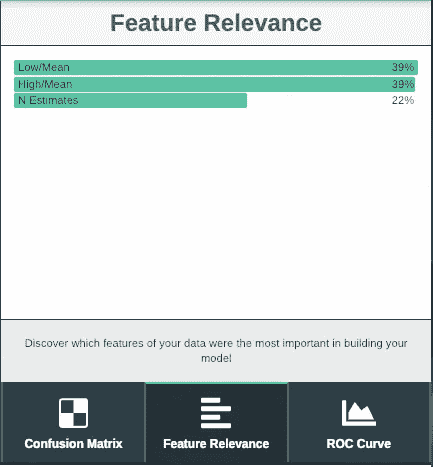 Feature Relevance
Low/Mean 39%
High/Mean 39%
N Estimates 22%
Discover which features of your data were the most important in building your
model
Confusion Matrix Feature Relevance ROC Curve